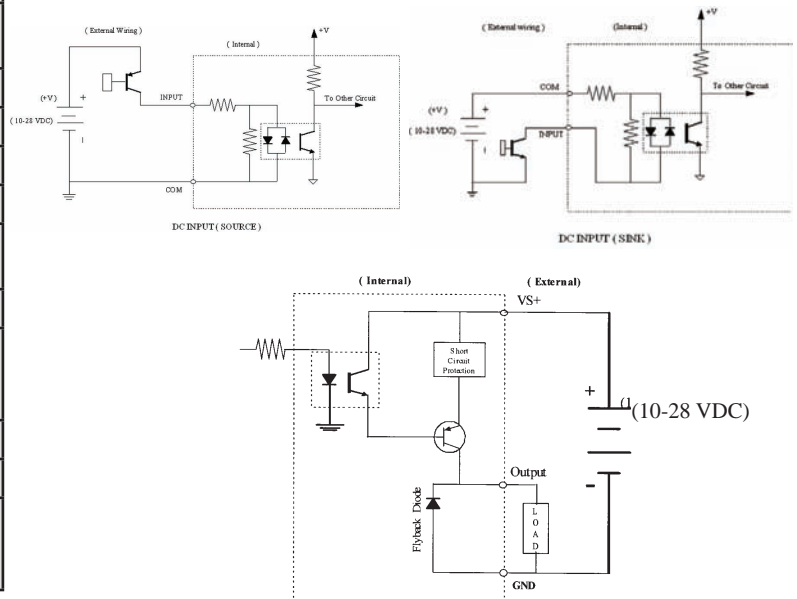 ( External Wiring )
( Internal )
+V
(+V)
+
( 10-28 VDC)
INPUT
To Other Circuit
COM
DC INPUT ( SOURCE )
( External wiring )
(Internal )
+V
COM
(+V)
+
( 10-28 VDC)
INPUT
To Other Circuit
DC INPUT ( SINK )
( Internal)
( External)
VS+
Short
Circuit
Protection
+
(10-28 VDC)
-
Output
Flyback Diode
LOAD
GND